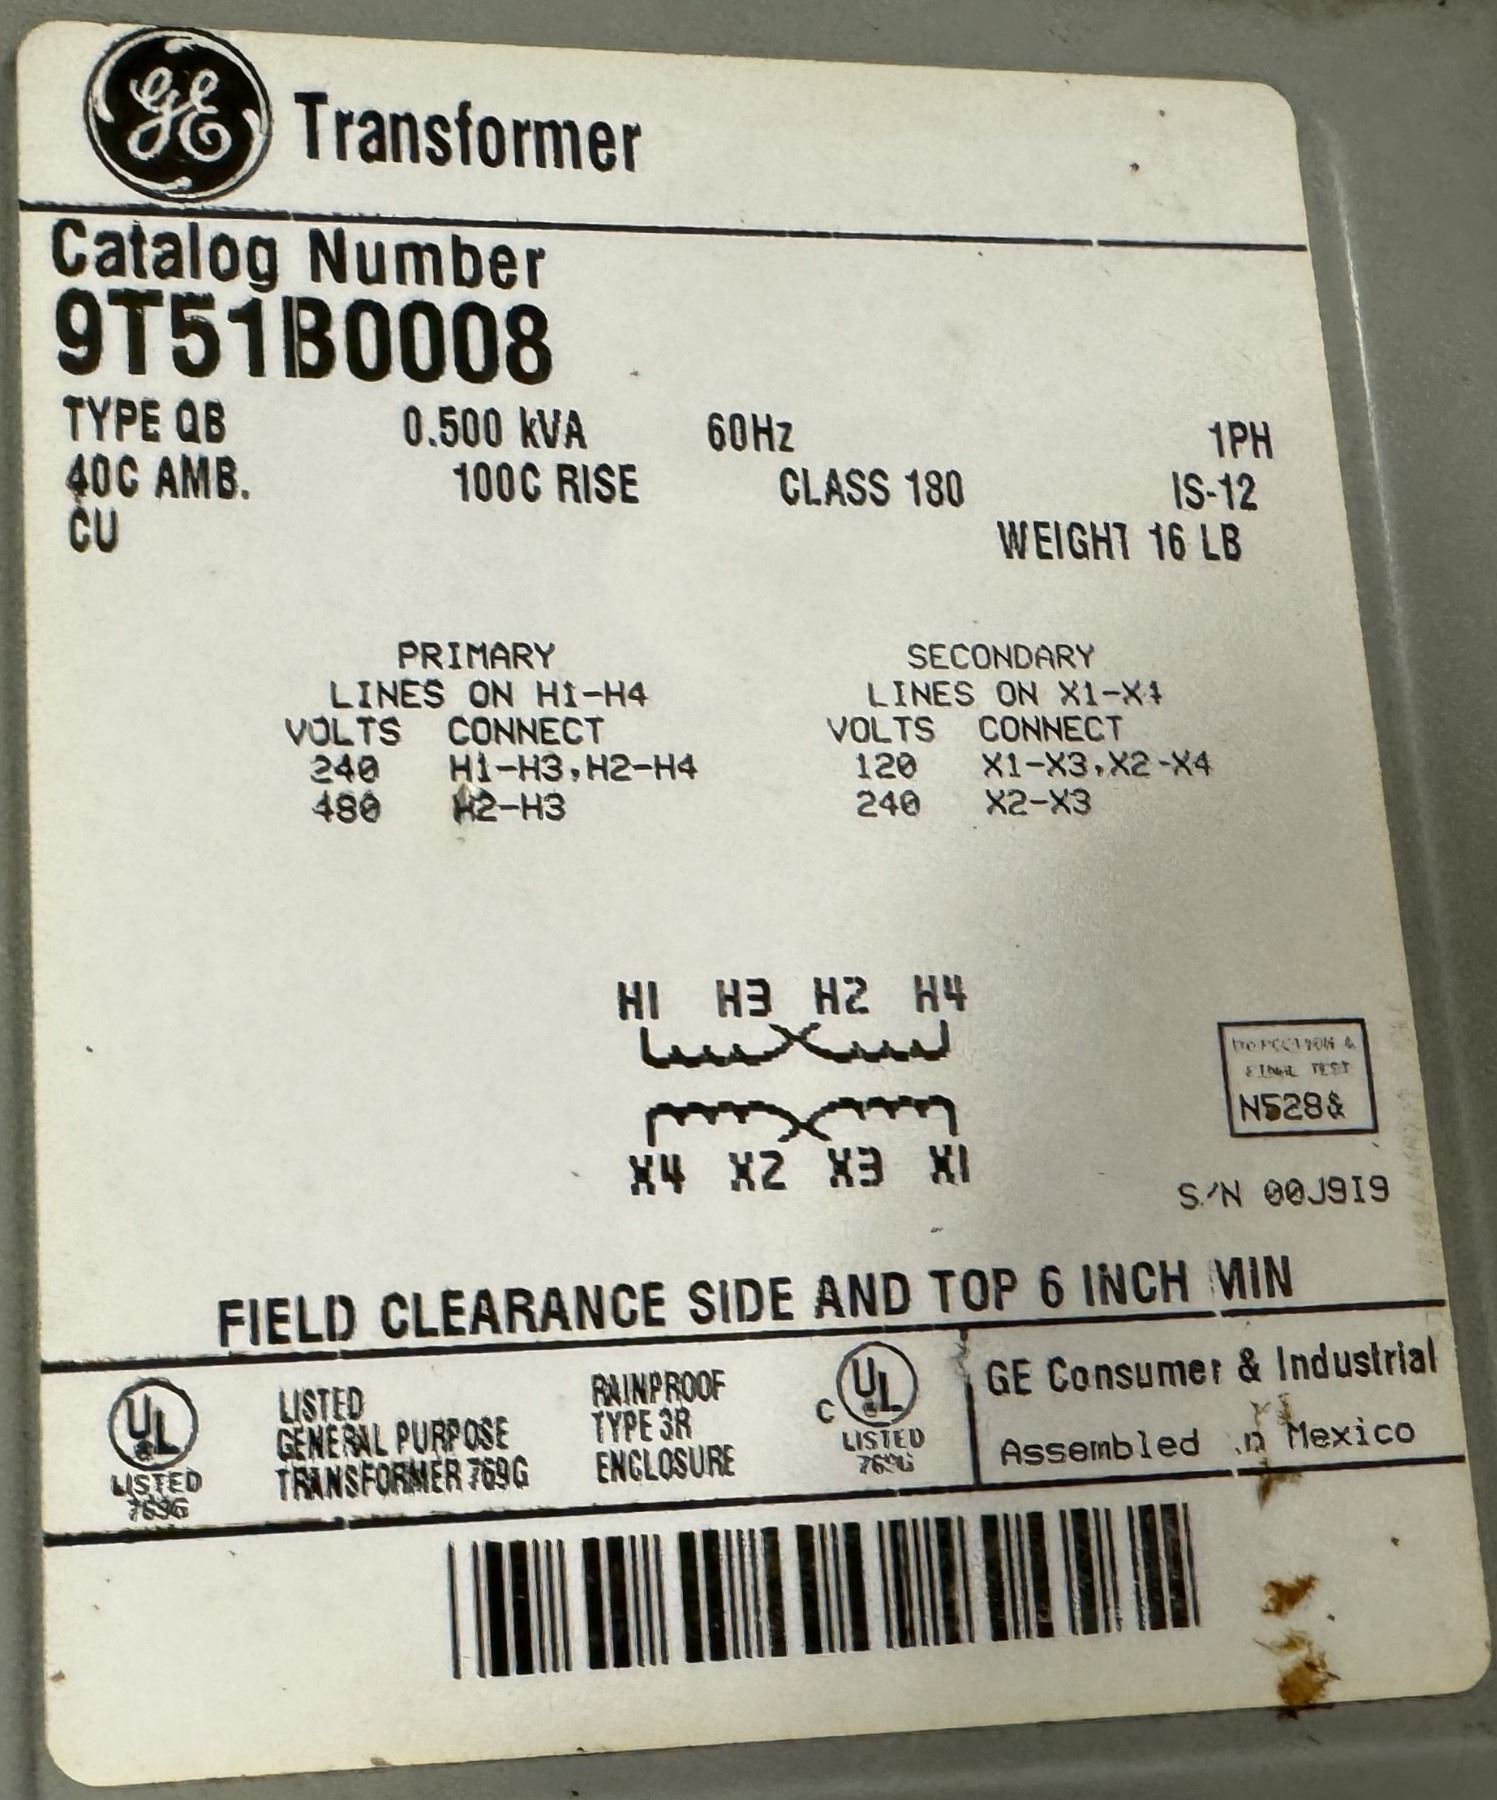 GE Transformer
Catalog Number
9T51B0008
TYPE QB 0.500 kVA 60Hz 1PH
40C AMB. 100C RISE CLASS 180 IS-12
CU WEIGHT 16 LB
PRIMARY SECONDARY
LINES ON H1-H4 LINES ON X1-X4
VOLTS CONNECT VOLTS CONNECT
240 H1-H3,H2-H4 120 X1-X3,X2-X4
480 H2-H3 240 X2-X3
H1 H3 H2 H4
X4 X2 X3 X1
FINAL TEST
N528
S/N 00J9I9
FIELD CLEARANCE SIDE AND TOP 6 INCH MIN
UL
LISTED
769G
LISTED
GENERAL PURPOSE
TRANSFORMER 769G
RAINPROOF
TYPE 3R
ENCLOSURE
C UL
LISTED
769G
GE Consumer & Industrial
Assembled in Mexico